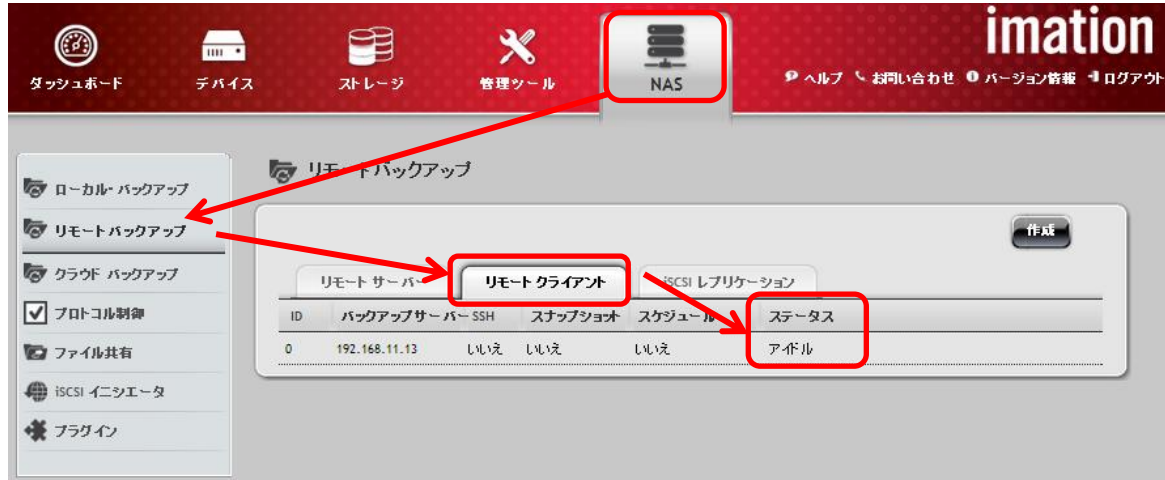 imation
ダッシュボード
デバイス
ストレージ
管理ツール
NAS
ヘルプ お問い合わせ バージョン情報 ログアウト
ローカル・バックアップ
リモートバックアップ
クラウド バックアップ
プロトコル制御
ファイル共有
iSCSI イニシエータ
プラグイン
リモートバックアップ
作成
リモート サーバー リモート クライアント iSCSI レプリケーション
ID バックアップサーバー SSH スナップショット スケジュール ステータス
0 192.168.11.13 いいえ いいえ いいえ アイドル